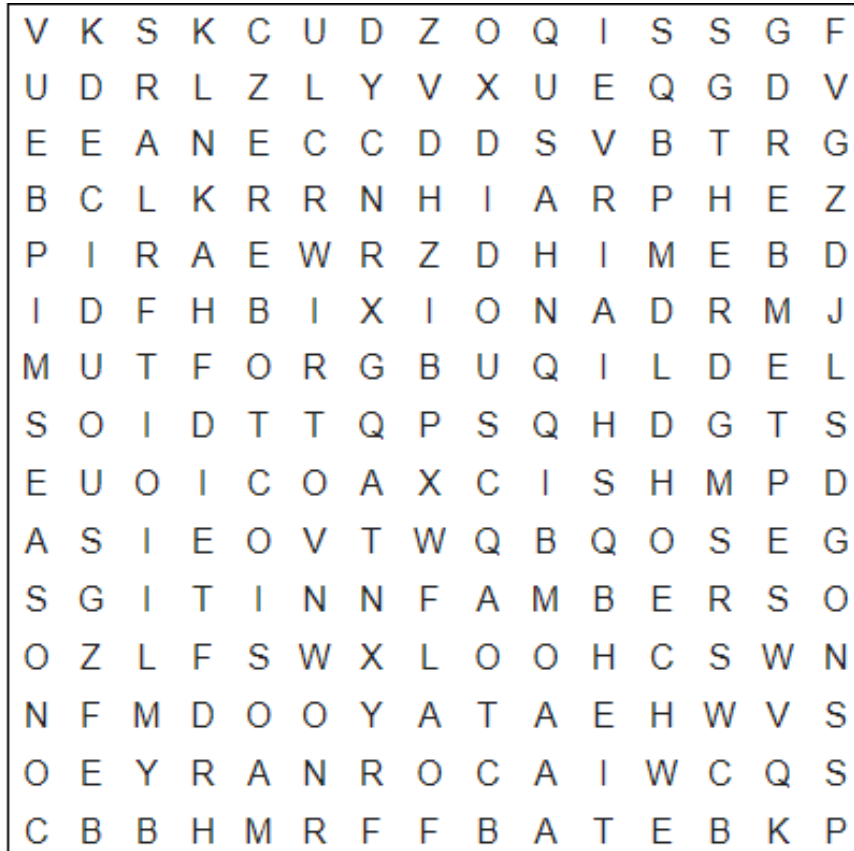 V K S K C U D Z O Q I S S G F
U D R L Z L Y V X U E Q G D V
E E A N E C C D D S V B T R G
B C L K R R N H I A R P H E Z
P I R A E W R Z D H I M E B D
I D F H B I X I O N A D R M J
M U T F O R G B U Q I L D E L
S O I D T T Q P S Q H D G T S
E U O I C O A X C I S H M P D
A S I E O V T W Q B Q O S E G
S G I T I N N F A M B E R S O
O Z L F S W X L O O H C S W N
N F M D O O Y A T A E H W V S
O E Y R A N R O C A I W C Q S
C B B H M R F F B A T E B K P